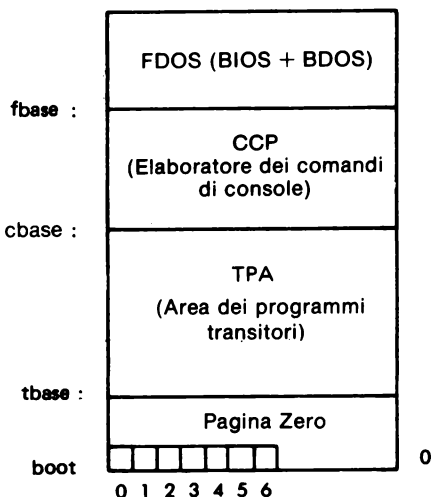 FDOS (BIOS + BDOS)
fbase :
CCP
(Elaboratore dei comandi
di console)
cbase :
TPA
(Area dei programmi
transitori)
tbase :
Pagina Zero
boot
0
0 1 2 3 4 5 6